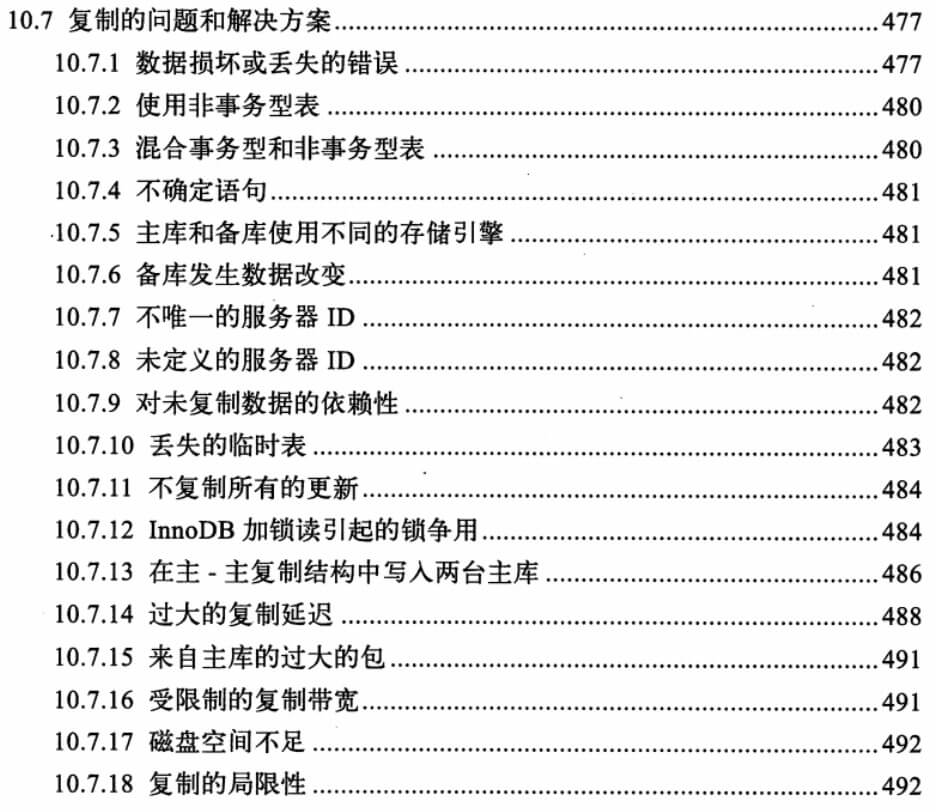 10.7 复制的问题和解决方案................................................477
10.7.1 数据损坏或丢失的错误................................................477
10.7.2 使用非事务型表................................................480
10.7.3 混合事务型和非事务型表................................................480
10.7.4 不确定语句................................................481
10.7.5 主库和备库使用不同的存储引擎................................................481
10.7.6 备库发生数据改变................................................481
10.7.7 不唯一的服务器 ID................................................482
10.7.8 未定义的服务器 ID................................................482
10.7.9 对未复制数据的依赖性................................................482
10.7.10 丢失的临时表................................................483
10.7.11 不复制所有的更新................................................484
10.7.12 InnoDB 加锁读引起的锁争用................................................484
10.7.13 在主 - 主复制结构中写入两台主库................................................486
10.7.14 过大的复制延迟................................................488
10.7.15 来自主库的过大的包................................................491
10.7.16 受限制的复制带宽................................................491
10.7.17 磁盘空间不足................................................492
10.7.18 复制的局限性................................................492